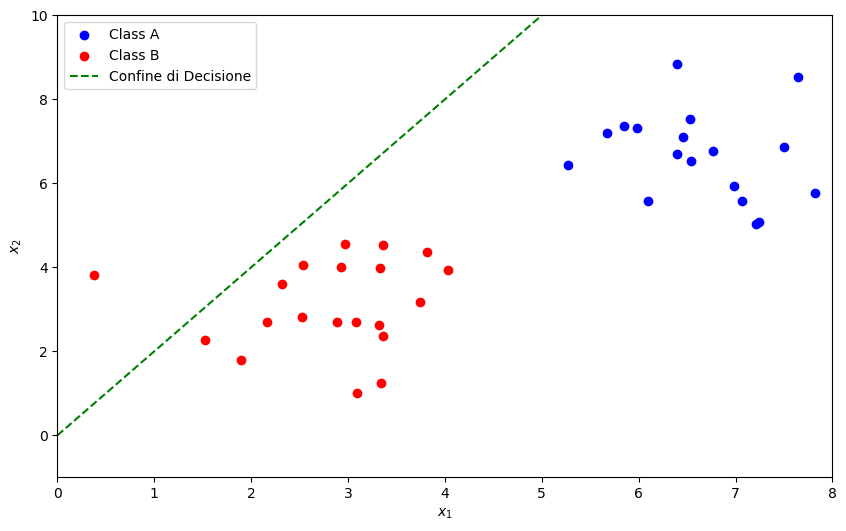 Class A
Class B
Confine di Decisione
10
8
6
4
2
0
x₂
0 1 2 3 4 5 6 7 8
x₁